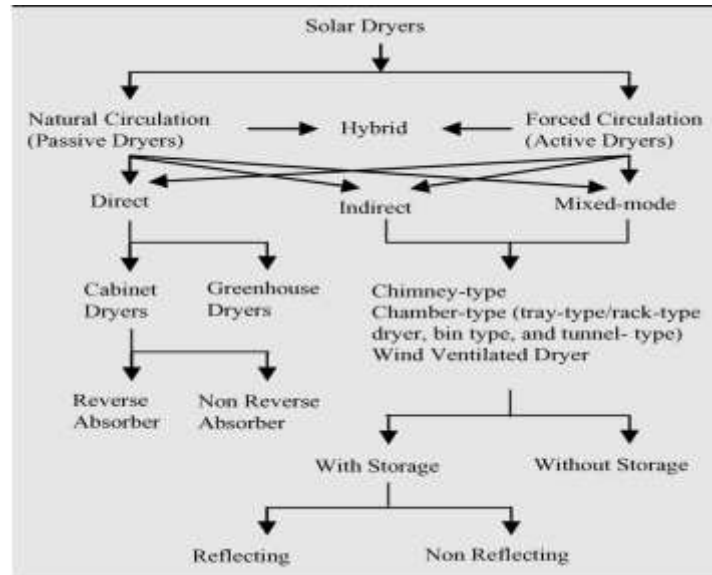 Solar Dryers
Natural Circulation
(Passive Dryers)
Hybrid
Forced Circulation
(Active Dryers)
Direct
Indirect
Mixed-mode
Cabinet
Dryers
Greenhouse
Dryers
Chimney-type
Chamber-type (tray-type/rack-type
dryer, bin type, and tunnel- type)
Wind Ventilated Dryer
Reverse
Absorber
Non Reverse
Absorber
With Storage
Without Storage
Reflecting
Non Reflecting